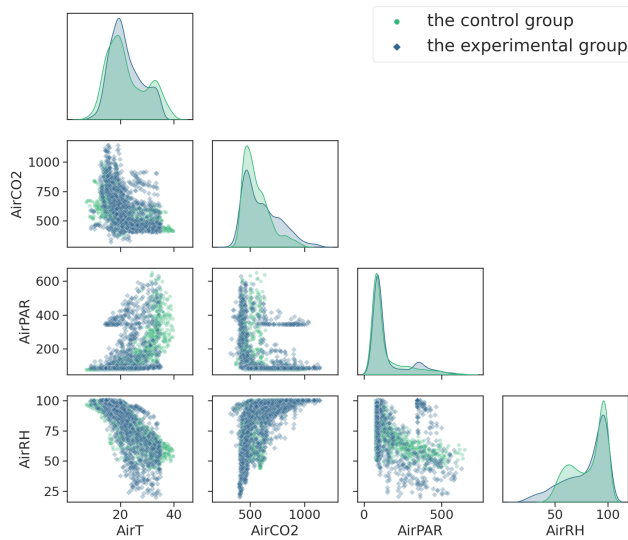 the control group
the experimental group
AirCO2
1000
750
500
AirPAR
600
400
200
AirRH
100
75
50
25
20 40
500 1000
0 500
50 100
AirT
AirCO2
AirPAR
AirRH